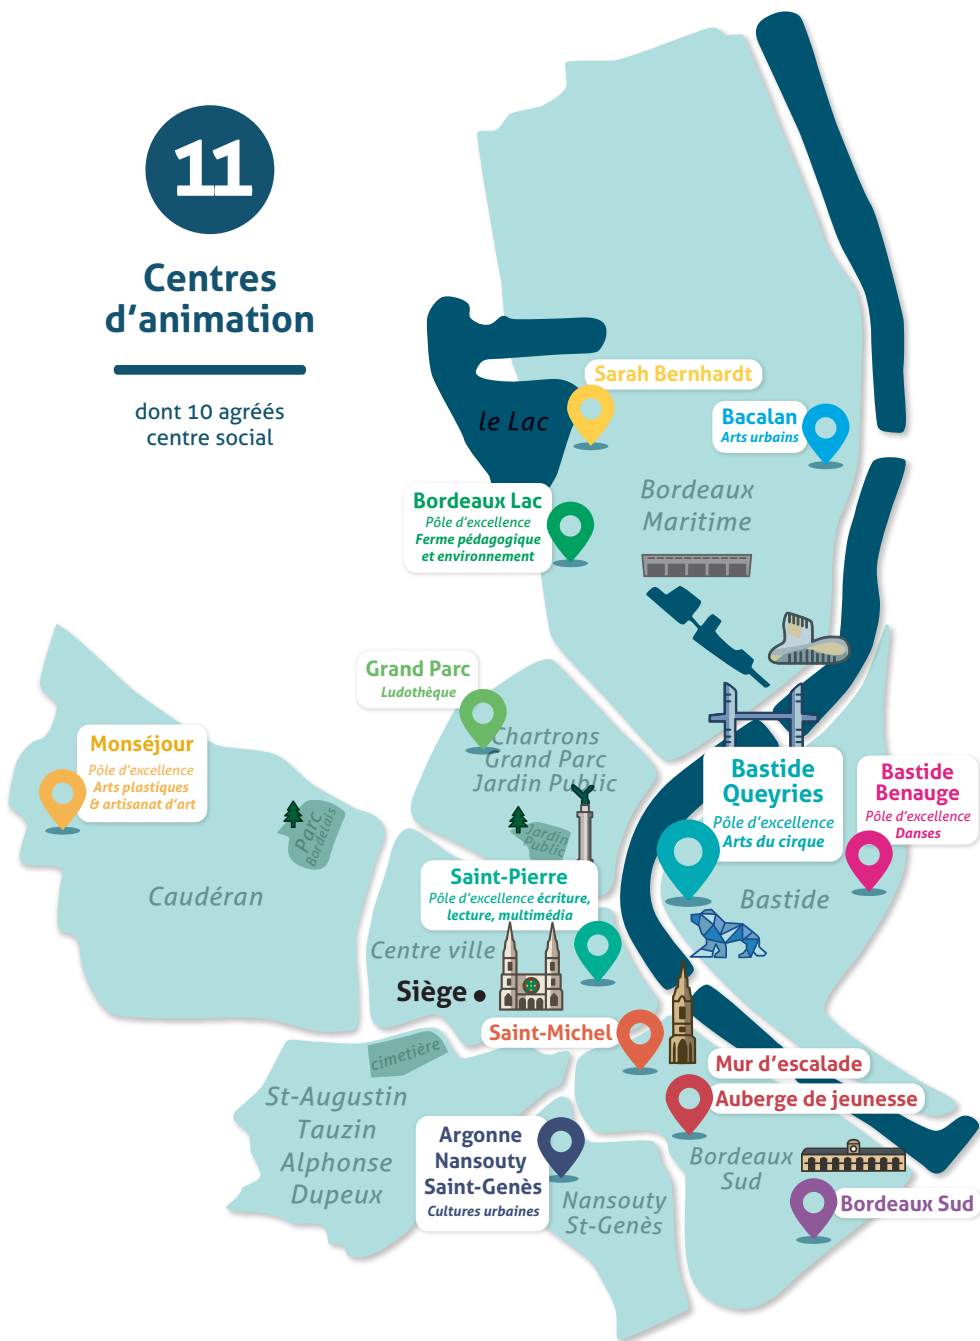 11
Centres
d'animation
dont 10 agréés
centre social
Sarah Bernhardt
le Lac
Bacalan
Arts urbains
Bordeaux Lac
Pôle d'excellence
Ferme pédagogique
et environnement
Bordeaux
Maritime
Grand Parc
Ludothèque
Chartrons
Grand Parc
Jardin Public
Monséjour
Pôle d'excellence
Arts plastiques
& artisanat d'art
Parc
Bordelais
Caudéran
Jardin
Public
Bastide
Queyries
Pôle d'excellence
Arts du cirque
Bastide
Benauge
Pôle d'excellence
Danses
Bastide
Saint-Pierre
Pôle d'excellence écriture,
lecture, multimédia
Centre ville
Siège
Saint-Michel
cimetière
Mur d'escalade
Auberge de jeunesse
St-Augustin
Tauzin
Alphonse
Dupeux
Argonne
Nansouty
Saint-Genès
Cultures urbaines
Bordeaux
Sud
Nansouty
St-Genès
Bordeaux Sud